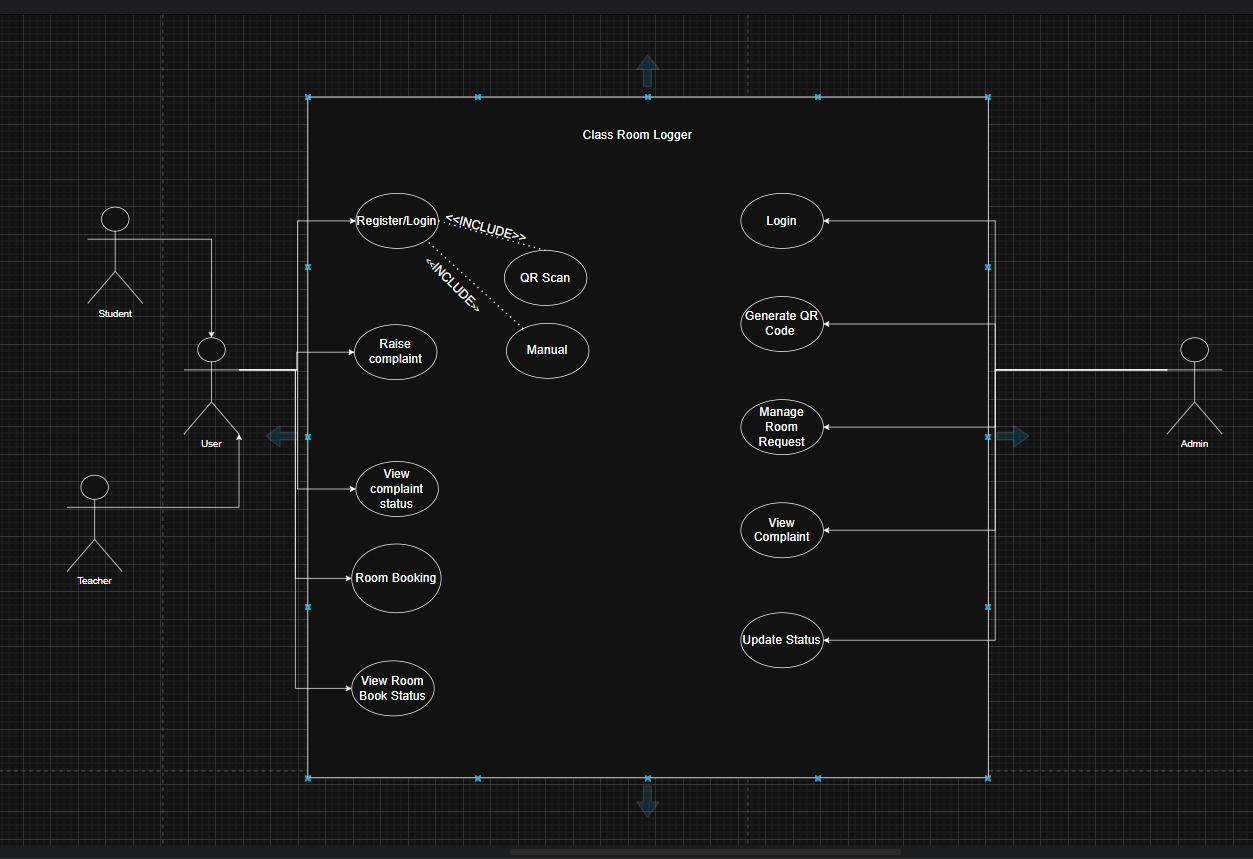 Class Room Logger
Register/Login
<<INCLUDE>>
<<INCLUDE>>
QR Scan
Manual
Raise
complaint
View
complaint
status
Room Booking
View Room
Book Status
Login
Generate QR
Code
Manage
Room
Request
View
Complaint
Update Status
Student
User
Teacher
Admin